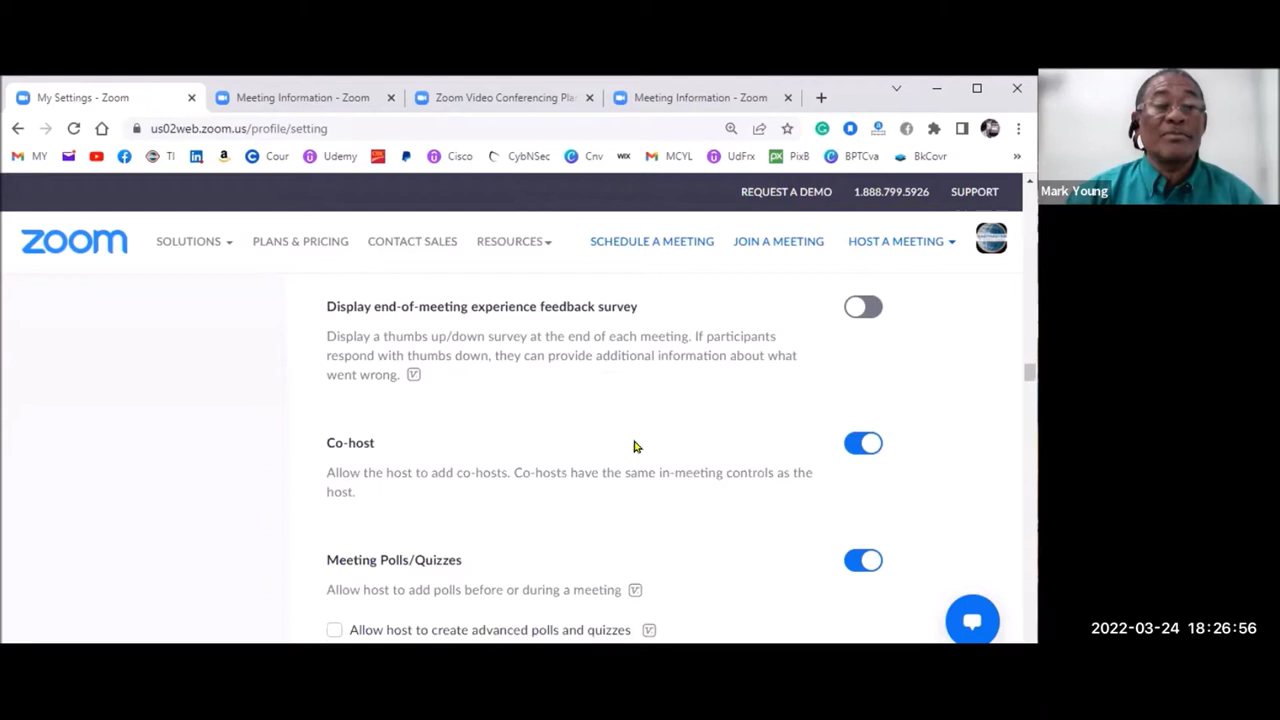 My Settings - Zoom
Meeting Information - Zoom
Zoom Video Conferencing Pla
Meeting Information - Zoom
us02web.zoom.us/profile/setting
MY
TI
Cour
Udemy
Cisco
CybNSec
Cnv
WIX
MCYL
UdFrx
PixB
BPTCva
BkCovr
Mark Young
REQUEST A DEMO
1.888.799.5926
SUPPORT
zoom
SOLUTIONS
PLANS & PRICING
CONTACT SALES
RESOURCES
SCHEDULE A MEETING
JOIN A MEETING
HOST A MEETING
Display end-of-meeting experience feedback survey
Display a thumbs up/down survey at the end of each meeting. If participants
respond with thumbs down, they can provide additional information about what
went wrong.
Co-host
Allow the host to add co-hosts. Co-hosts have the same in-meeting controls as the
host.
Meeting Polls/Quizzes
Allow host to add polls before or during a meeting
Allow host to create advanced polls and quizzes
2022-03-24 18:26:56